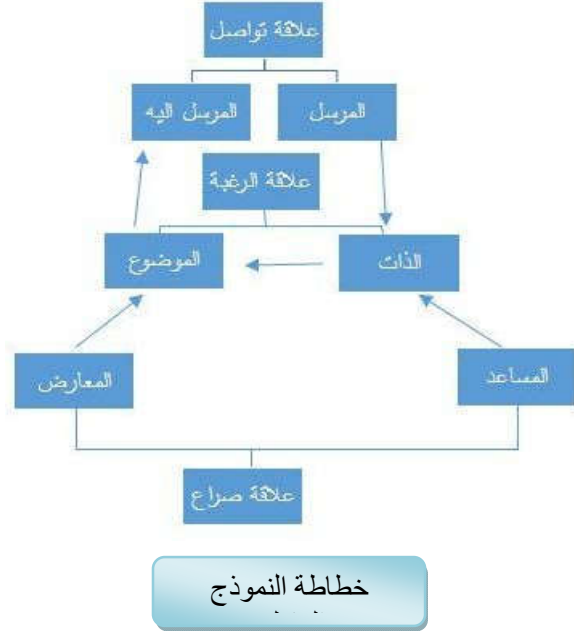 علاقة تواصل
المرسل
المرسل اليه
علاقة الرغبة
الذات
الموضوع
المساعد
المعارض
علاقة صراع
خطاطة النموذج